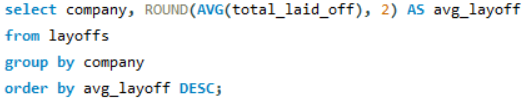 select company, ROUND(AVG(total_laid_off), 2) AS avg_layoff
from layoffs
group by company
order by avg_layoff DESC;